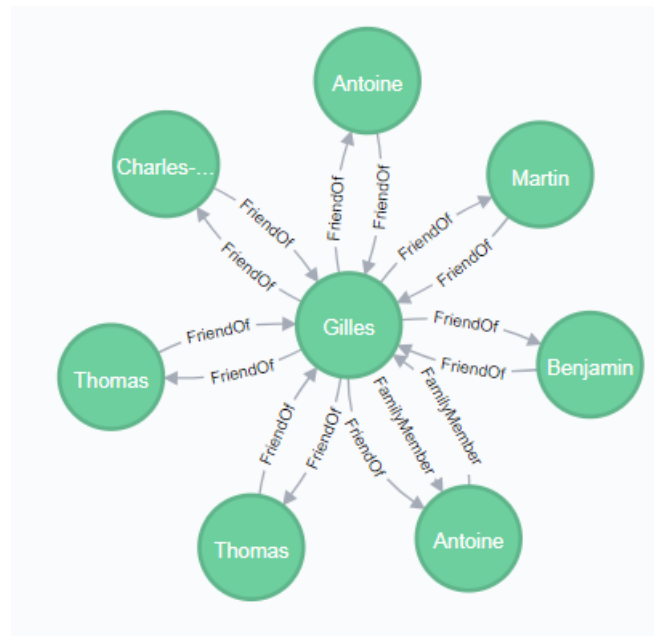 Antoine
Charles-...
Martin
FriendOf
FriendOf
FriendOf
FriendOf
FriendOf
FriendOf
Gilles
FriendOf
FriendOf
Thomas
FriendOf
FriendOf
Benjamin
FriendOf
FriendOf
FriendOf
FamilyMember
FamilyMember
Thomas
Antoine